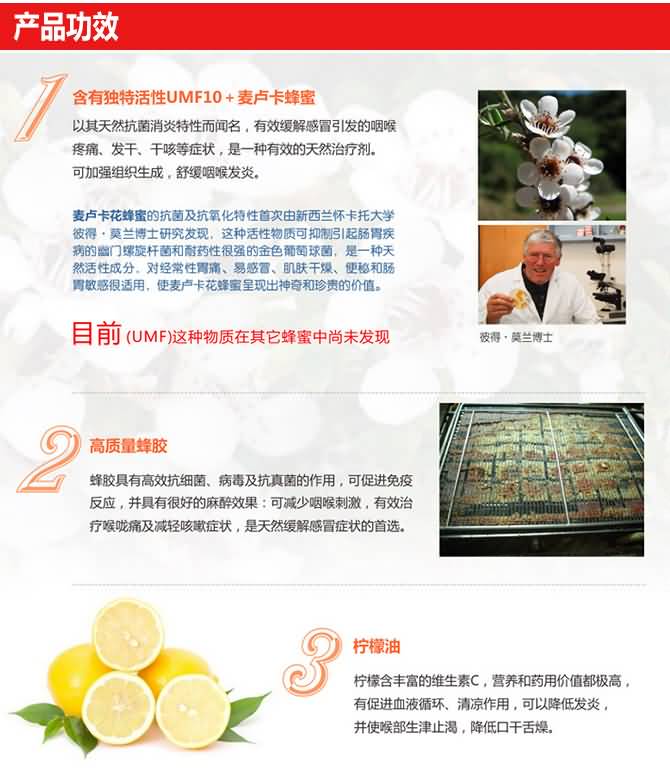 产品功效
1
含有独特活性UMF10+麦卢卡蜂蜜
以其天然抗菌消炎特性而闻名，有效缓解感冒引发的咽喉
疼痛、发干、干咳等症状，是一种有效的天然治疗剂。
可加强组织生成，舒缓咽喉发炎。
麦卢卡花蜂蜜的抗菌及抗氧化特性首次由新西兰怀卡托大学
彼得·莫兰博士研究发现，这种活性物质可抑制引起肠胃疾
病的幽门螺旋杆菌和耐药性很强的金色葡萄球菌，是一种天
然活性成分，对经常性胃痛、易感冒、肌肤干燥、便秘和肠
胃敏感很适用，使麦卢卡花蜂蜜呈现出神奇和珍贵的价值。
彼得·莫兰博士
目前 (UMF)这种物质在其它蜂蜜中尚未发现
2
高质量蜂胶
蜂胶具有高效抗细菌、病毒及抗真菌的作用，可促进免疫
反应，并具有很好的麻醉效果：可减少咽喉刺激，有效治
疗喉咙痛及减轻咳嗽症状，是天然缓解感冒症状的首选。
3
柠檬油
柠檬含丰富的维生素C，营养和药用价值都极高，
有促进血液循环、清凉作用，可以降低发炎，
并使喉部生津止渴，降低口干舌燥。